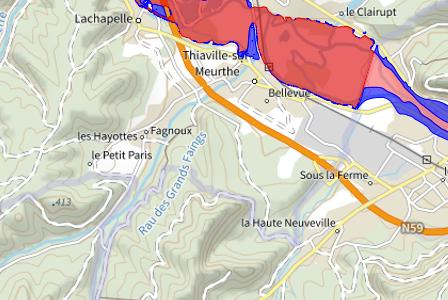 le Clairupt
Lachapelle
Thiaville-sur-
Meurthe
Bellevue
les Hayottes
Fagnoux
le Petit Paris
Rau des Grands Faings
Sous la Ferme
413
la Haute Neuveville
N59